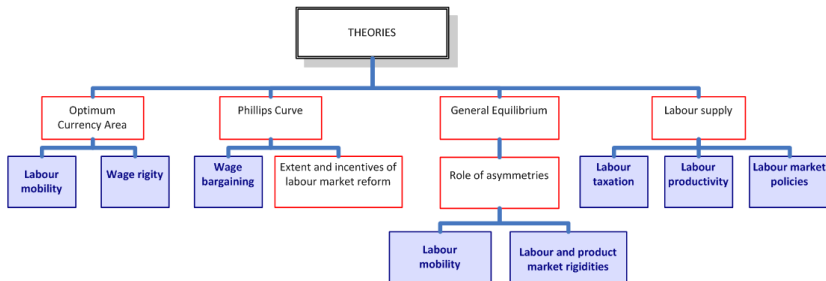 THEORIES
Optimum
Currency Area
Phillips Curve
General Equilibrium
Labour supply
Labour
mobility
Wage rigity
Wage
bargaining
Extent and incentives of
labour market reform
Role of asymmetries
Labour
taxation
Labour
productivity
Labour market
policies
Labour
mobility
Labour and product
market rigidities